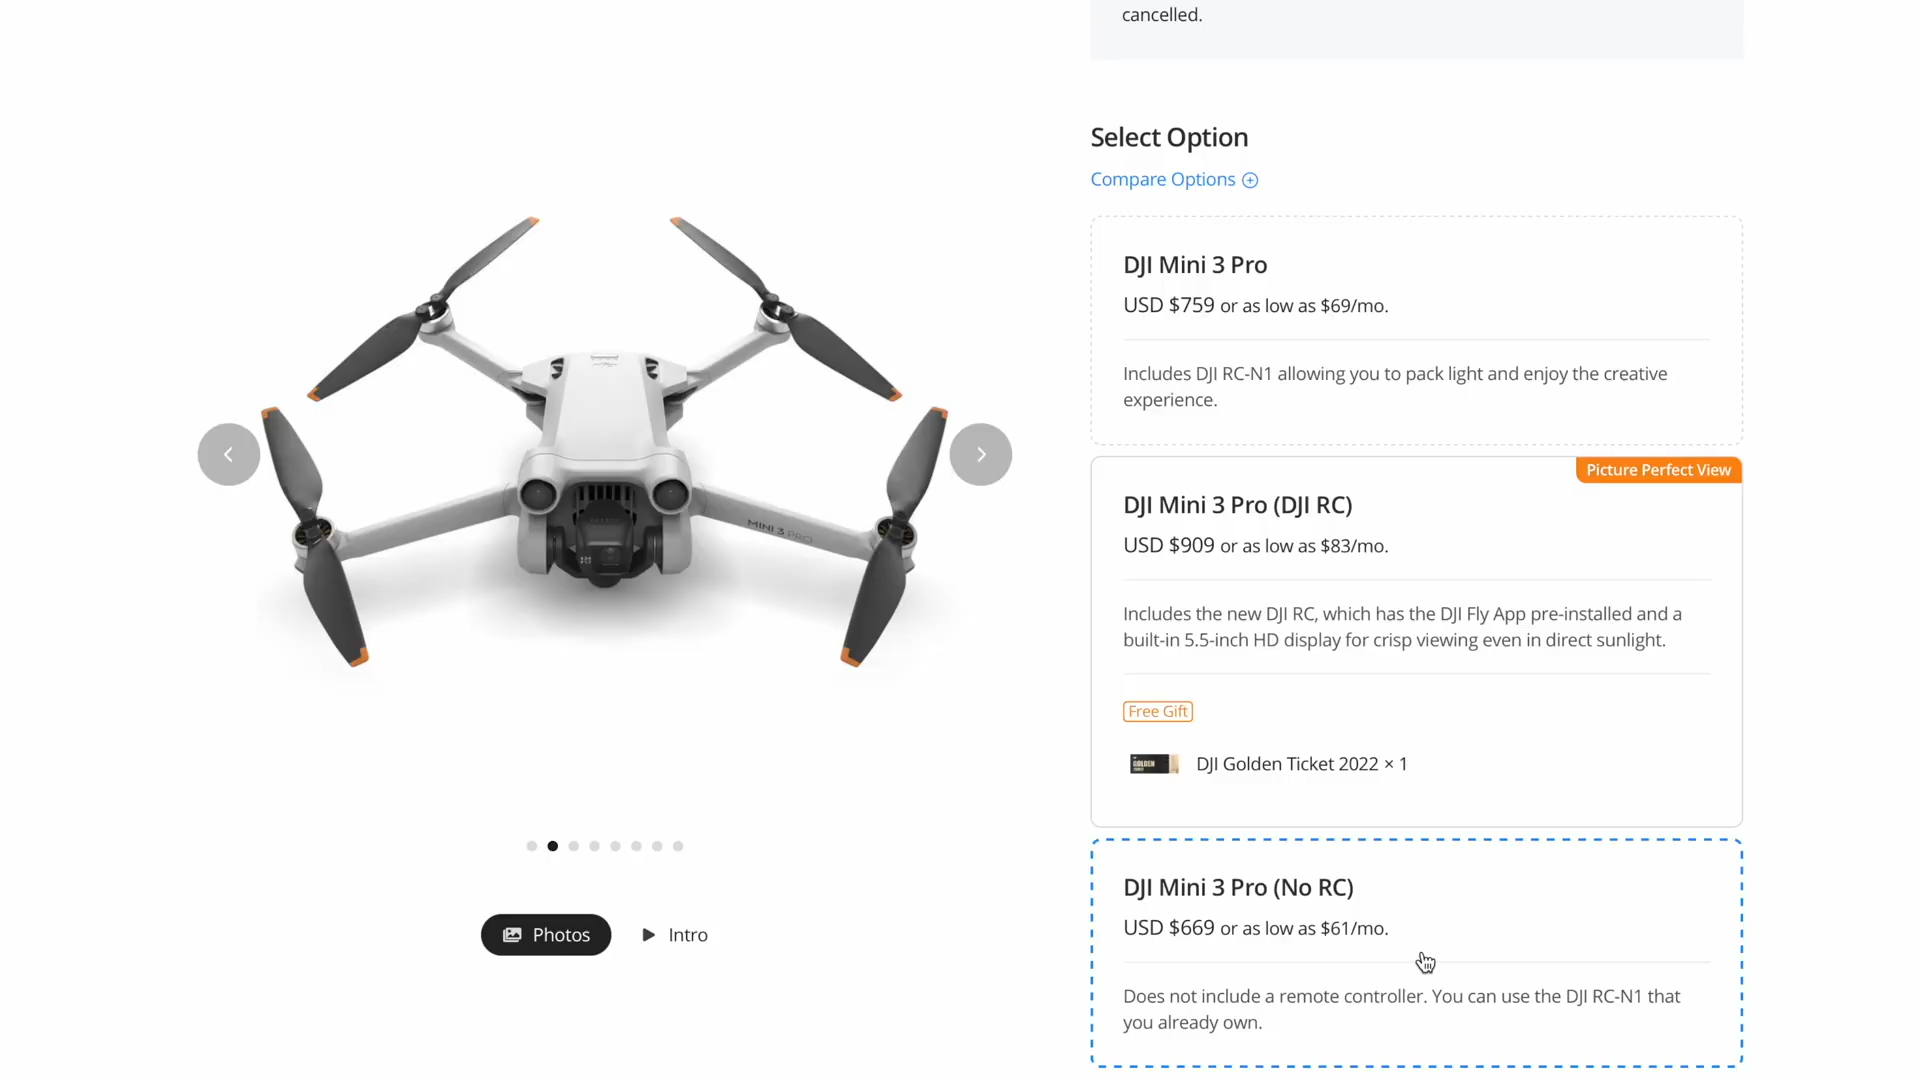 cancelled.
Select Option
Compare Options
DJI Mini 3 Pro
USD $759 or as low as $69/mo.
Includes DJI RC-N1 allowing you to pack light and enjoy the creative
experience.
Picture Perfect View
DJI Mini 3 Pro (DJI RC)
USD $909 or as low as $83/mo.
Includes the new DJI RC, which has the DJI Fly App pre-installed and a
built-in 5.5-inch HD display for crisp viewing even in direct sunlight.
Free Gift
GOLDEN
DJI Golden Ticket 2022 × 1
DJI Mini 3 Pro (No RC)
USD $669 or as low as $61/mo.
Does not include a remote controller. You can use the DJI RC-N1 that
you already own.
MINI 3 PRO
Photos
Intro